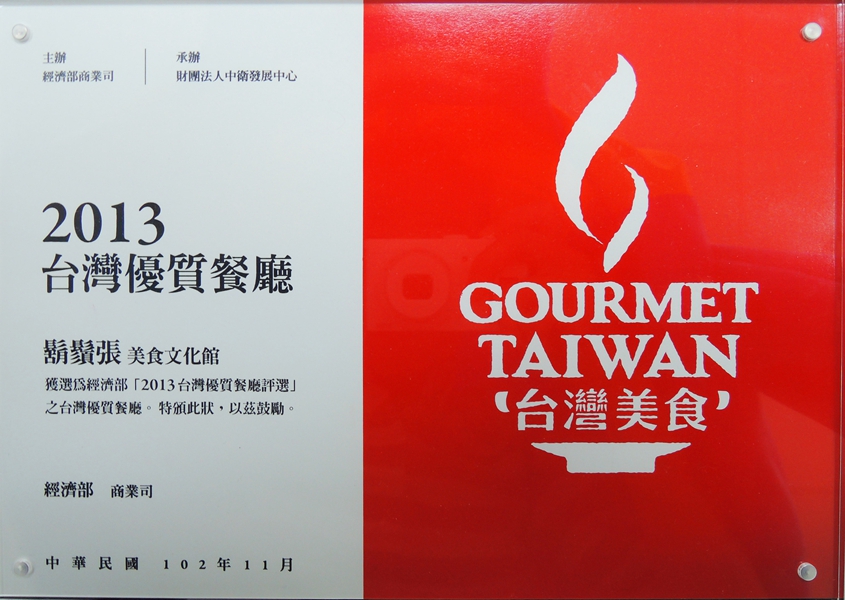 主辦
經濟部商業司
承辦
財團法人中衛發展中心
2013
台灣優質餐廳
鬍鬚張 美食文化館
獲選為經濟部「2013台灣優質餐廳評選」
之台灣優質餐廳。特頒此狀，以茲鼓勵。
經濟部 商業司
中華民國 102年11月
GOURMET
TAIWAN
台灣美食